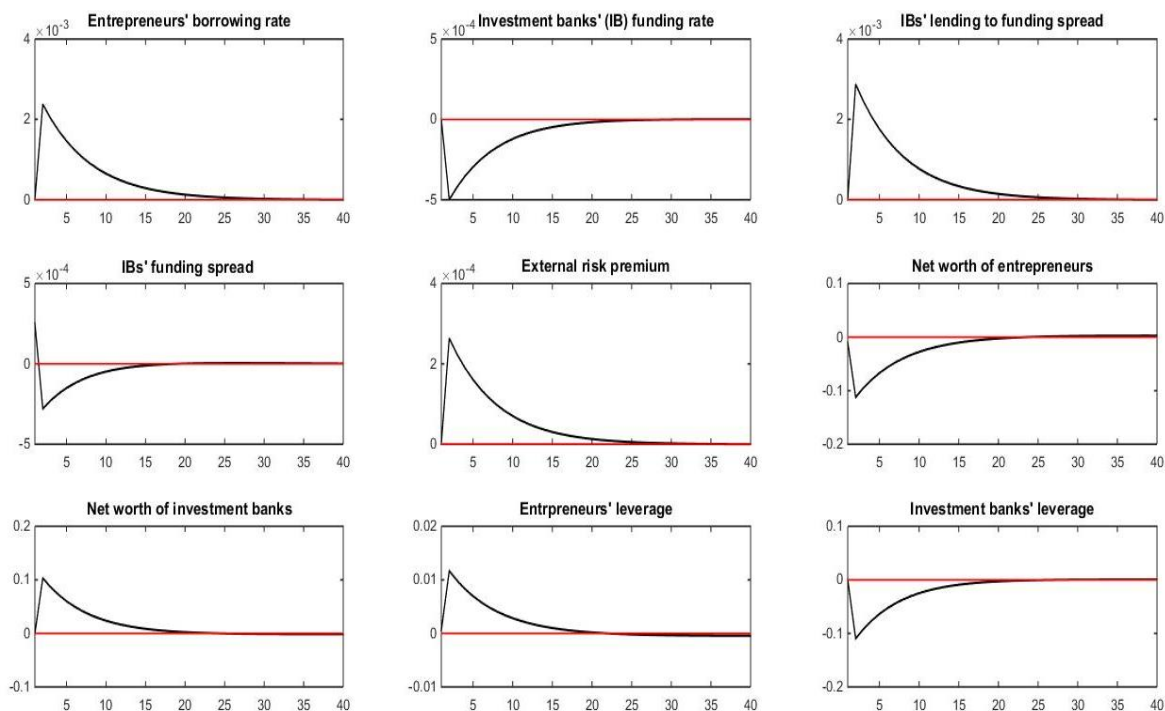 Entrepreneurs' borrowing rate
×10-3
4
2
0
5 10 15 20 25 30 35 40
Investment banks' (IB) funding rate
×10-4
5
0
-5
5 10 15 20 25 30 35 40
IBs' lending to funding spread
×10-3
4
2
0
5 10 15 20 25 30 35 40
IBs' funding spread
×10-4
5
0
-5
5 10 15 20 25 30 35 40
External risk premium
×10-4
4
2
0
5 10 15 20 25 30 35 40
Net worth of entrepreneurs
0.1
0
-0.1
-0.2
5 10 15 20 25 30 35 40
Net worth of investment banks
0.2
0.1
0
-0.1
5 10 15 20 25 30 35 40
Entrpreneurs' leverage
0.02
0.01
0
-0.01
5 10 15 20 25 30 35 40
Investment banks' leverage
0.1
0
-0.1
-0.2
5 10 15 20 25 30 35 40